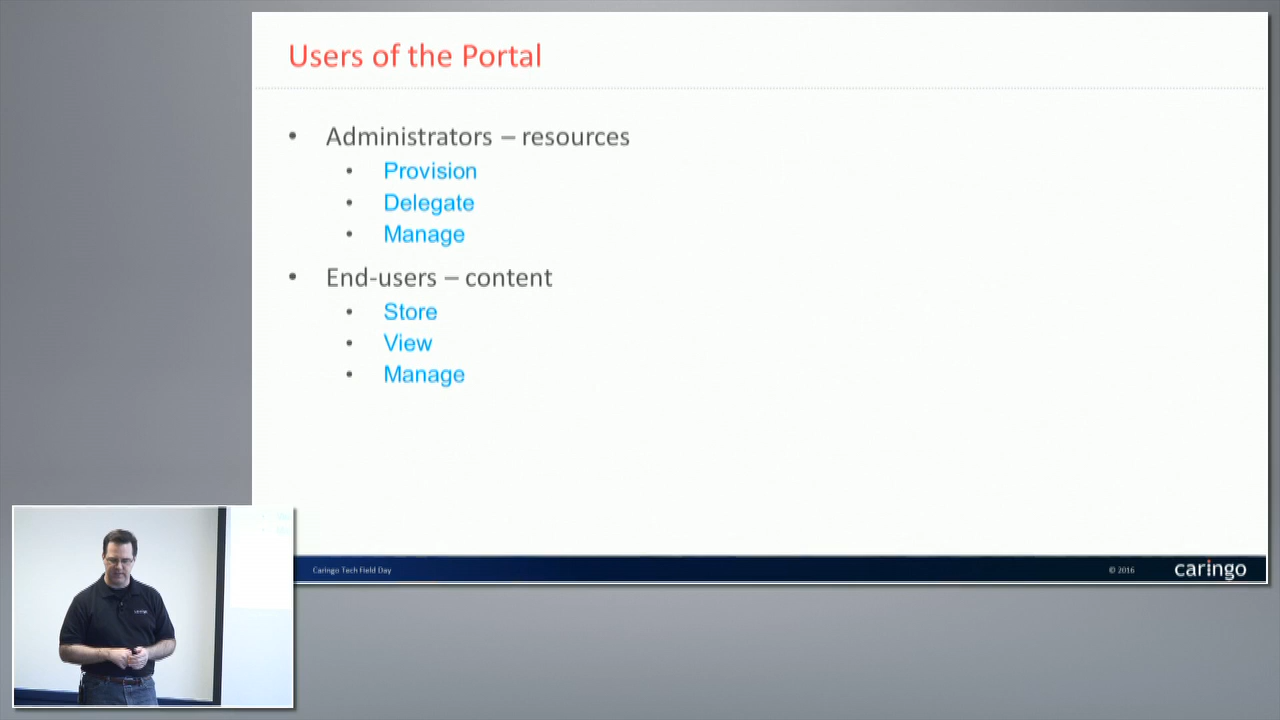 Users of the Portal
• Administrators – resources
• Provision
• Delegate
• Manage
• End-users – content
• Store
• View
• Manage
Caringo Tech Field Day
© 2016
caringo